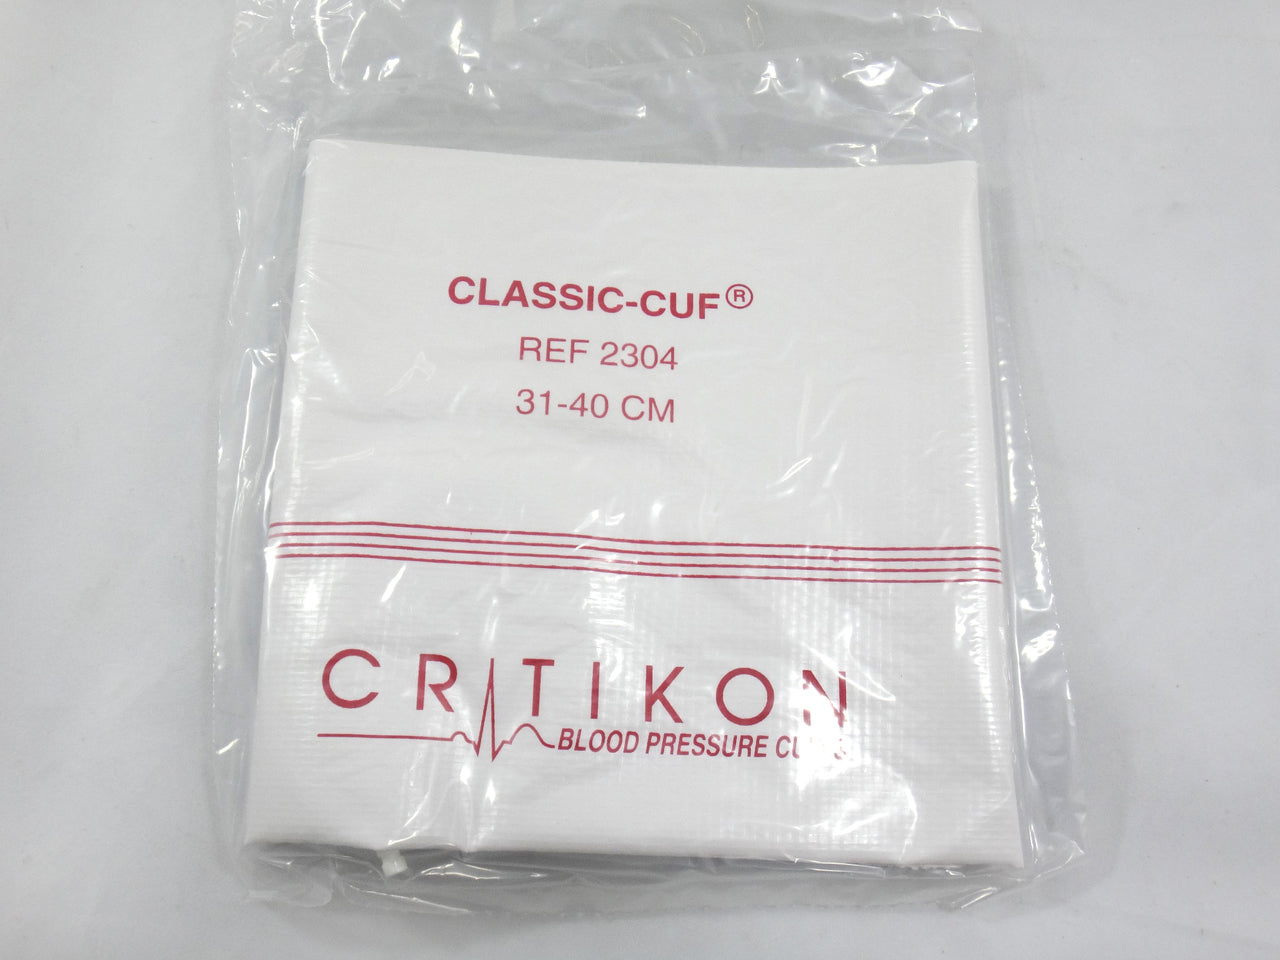 CLASSIC-CUF®
REF 2304
31-40 CM
CRITIKON
BLOOD PRESSURE